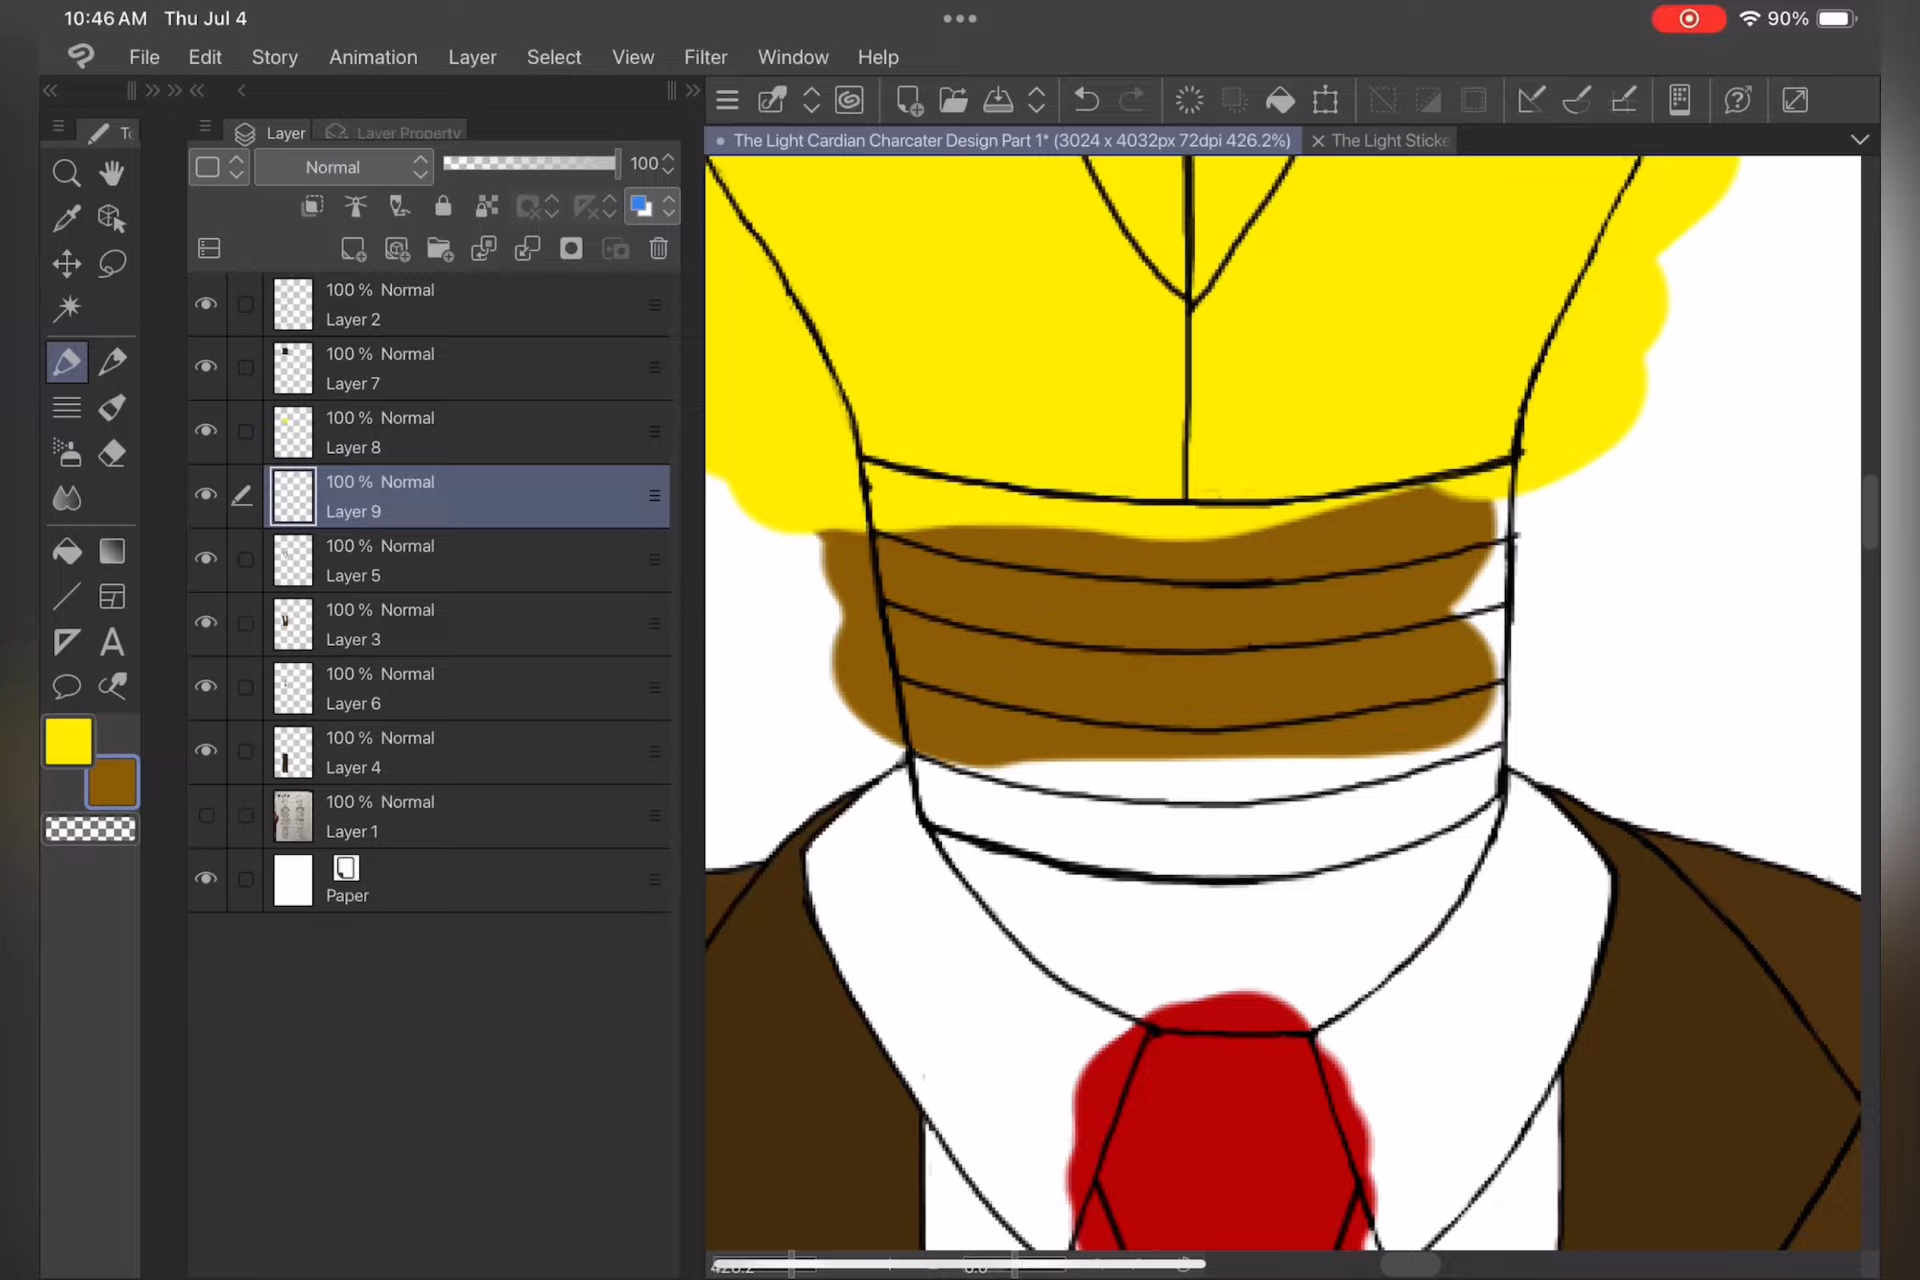 10:46 AM Thu Jul 4
90%
File Edit Story Animation Layer Select View Filter Window Help
Layer Layer Property
The Light Cardian Charcater Design Part 1* (3024 x 4032px 72dpi 426.2%) The Light Sticke
Normal 100
100 % Normal
Layer 2
100 % Normal
Layer 7
100 % Normal
Layer 8
100 % Normal
Layer 9
100 % Normal
Layer 5
100 % Normal
Layer 3
100 % Normal
Layer 6
100 % Normal
Layer 4
100 % Normal
Layer 1
Paper